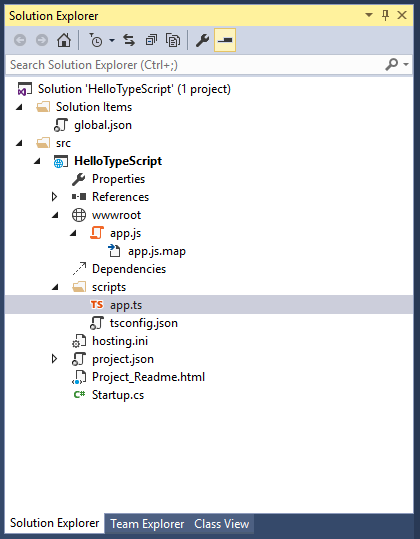 Solution Explorer
Search Solution Explorer (Ctrl+;)
Solution 'HelloTypeScript' (1 project)
Solution Items
global.json
src
HelloTypeScript
Properties
References
wwwroot
app.js
app.js.map
Dependencies
scripts
TS app.ts
tsconfig.json
hosting.ini
project.json
Project_Readme.html
C# Startup.cs
Solution Explorer Team Explorer Class View